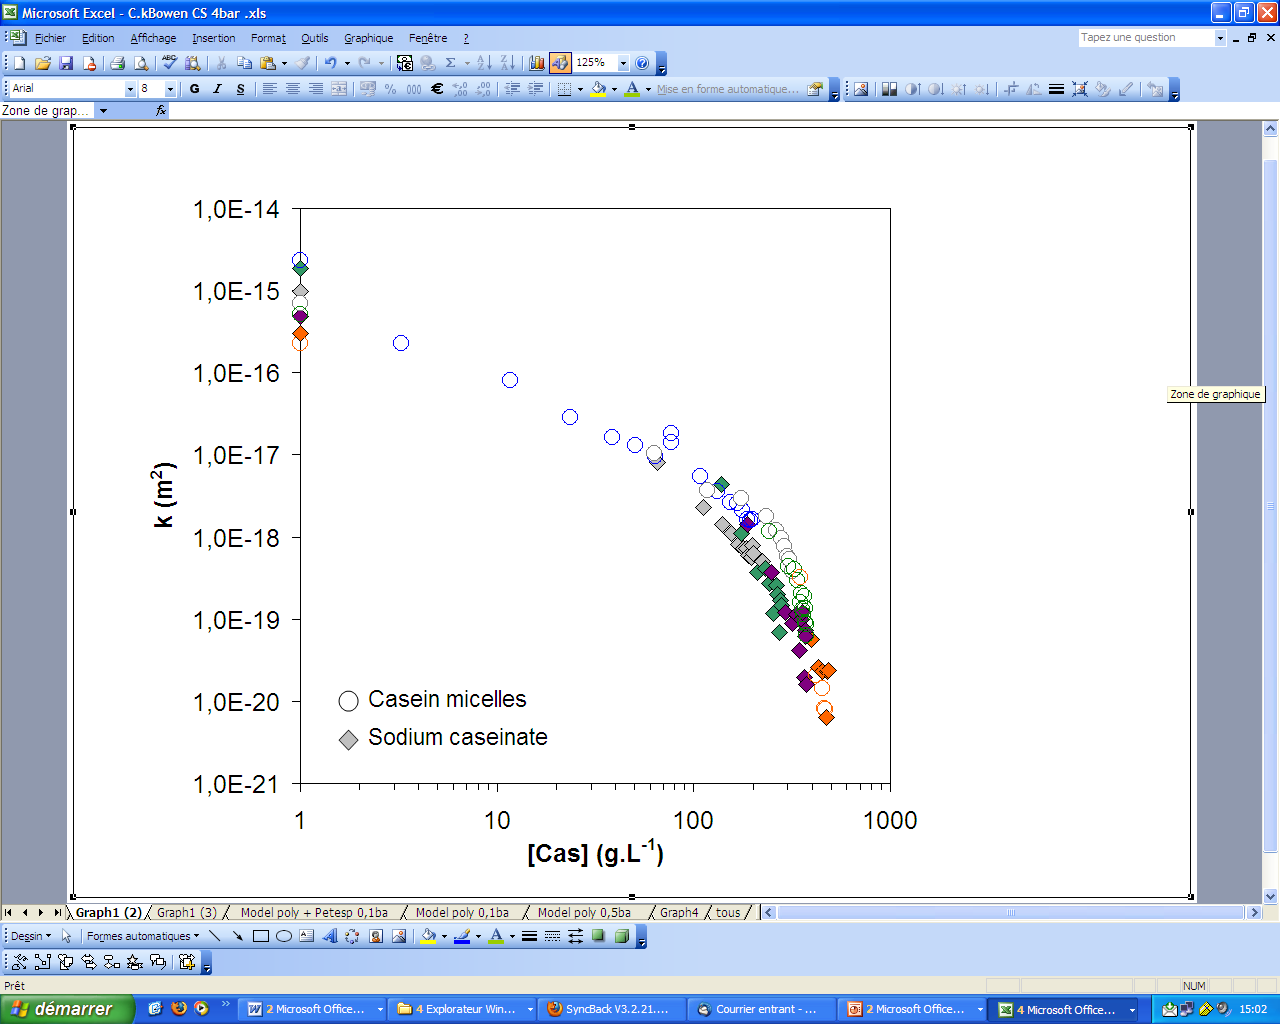 Microsoft Excel - C.kBowen CS 4bar .xls
Fichier Edition Affichage Insertion Format Outils Graphique Fenêtre ? Tapez une question
125%
Arial 8 G I S 000 € Mise en forme automatique...
Zone de grap... fx
1,0E-14
1,0E-15
1,0E-16
1,0E-17
1,0E-18
1,0E-19
1,0E-20
1,0E-21
k (m²)
Zone de graphique
Casein micelles
Sodium caseinate
1 10 100 1000
[Cas] (g.L⁻¹)
Graph1 (2) Graph1 (3) Model poly + Petesp 0,1ba Model poly 0,1ba Model poly 0,5ba Graph4 tous
Dessin Formes automatiques
Prêt NUM
démarrer 2 Microsoft Office... 4 Explorateur Win... SyncBack V3.2.21.... Courrier entrant - ... 2 Microsoft Office... 4 Microsoft Office... 15:02